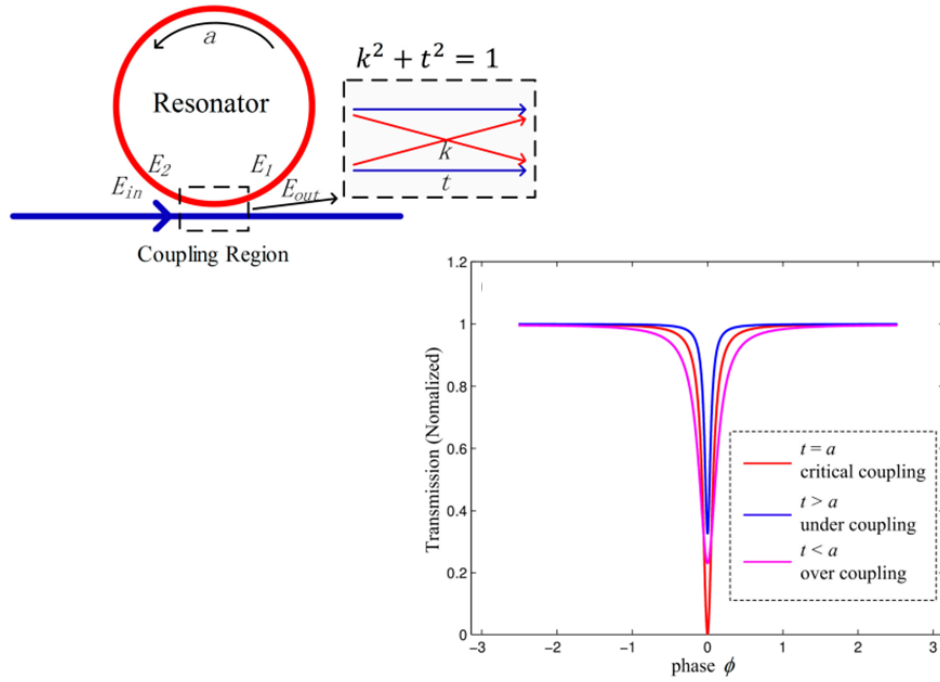 a
k² + t² = 1
Resonator
E₂
E₁
E_in
E_out
k
t
Coupling Region
1.2
1
0.8
0.6
0.4
0.2
0
Transmission (Nomalized)
t = a
critical coupling
t > a
under coupling
t < a
over coupling
−3
−2
−1
0
1
2
3
phase ϕ